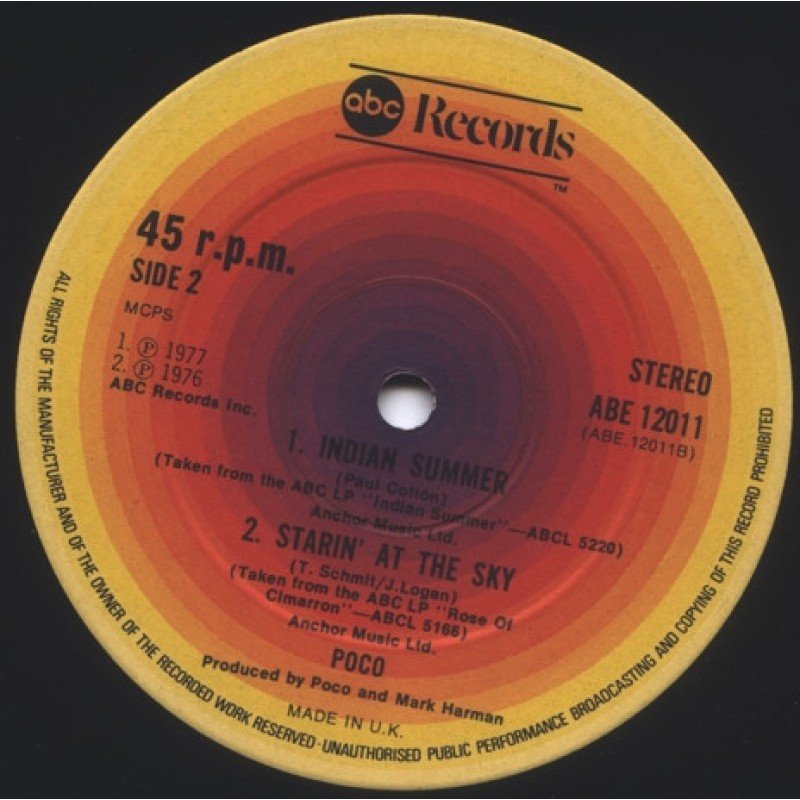 abc Records
TM
45 r.p.m.
SIDE 2
MCPS
1. Ⓟ 1977
2. Ⓟ 1976
ABC Records Inc.
STEREO
ABE 12011
(ABE.12011B)
1. INDIAN SUMMER
(Paul Cotton)
(Taken from the ABC LP "Indian Summer"—ABCL 5220)
Anchor Music Ltd.
2. STARIN' AT THE SKY
(T. Schmit/J.Logan)
(Taken from the ABC LP "Rose Of
Cimarron"—ABCL 5166)
Anchor Music Ltd.
POCO
Produced by Poco and Mark Harman
MADE IN U.K.
ALL RIGHTS OF THE MANUFACTURER AND OF THE OWNER OF THE RECORDED WORK RESERVED·UNAUTHORISED PUBLIC PERFORMANCE BROADCASTING AND COPYING OF THIS RECORD PROHIBITED